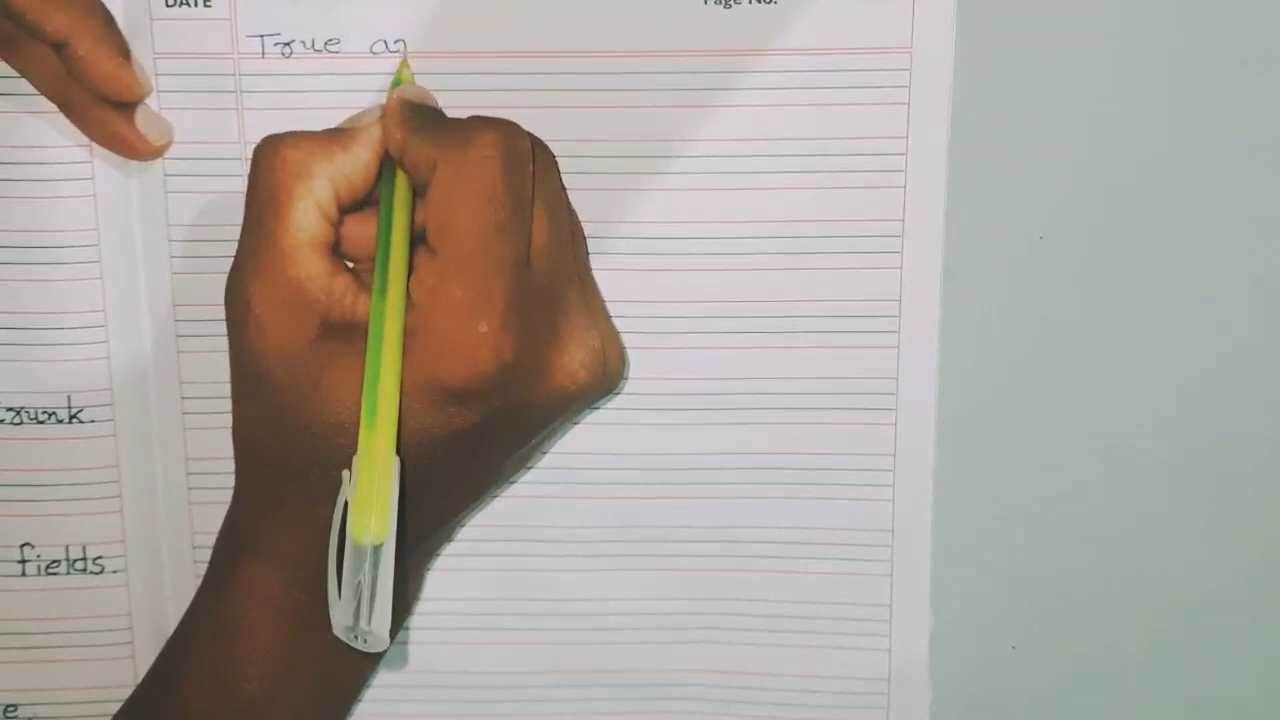 DATE
Page No.
True a
trunk.
fields.
e